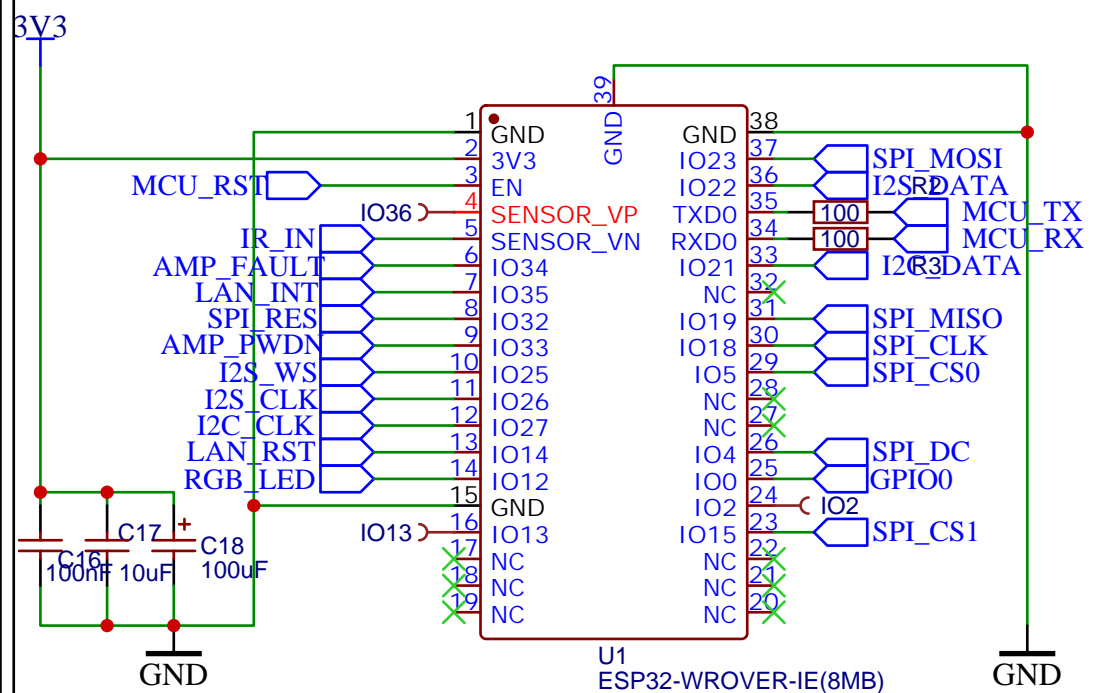 3V3
39
GND
1 GND GND 38
2 3V3 IO23 37 SPI_MOSI
MCU_RST 3 EN IO22 36 I2S_DATA
R2
IO36 4 SENSOR_VP TXD0 35 100 MCU_TX
IR_IN 5 SENSOR_VN RXD0 34 100 MCU_RX
AMP_FAULT 6 IO34 IO21 33 I2C_DATA
R3
LAN_INT 7 IO35 NC 32
SPI_RES 8 IO32 IO19 31 SPI_MISO
AMP_PWDN 9 IO33 IO18 30 SPI_CLK
I2S_WS 10 IO25 IO5 29 SPI_CS0
I2S_CLK 11 IO26 NC 28
I2C_CLK 12 IO27 NC 27
LAN_RST 13 IO14 IO4 26 SPI_DC
RGB_LED 14 IO12 IO0 25 GPIO0
15 GND IO2 24 IO2
IO13 16 IO13 IO15 23 SPI_CS1
17 NC NC 22
18 NC NC 21
19 NC NC 20
C16
100nF
C17
10uF
+
C18
100uF
GND
U1
ESP32-WROVER-IE(8MB)
GND